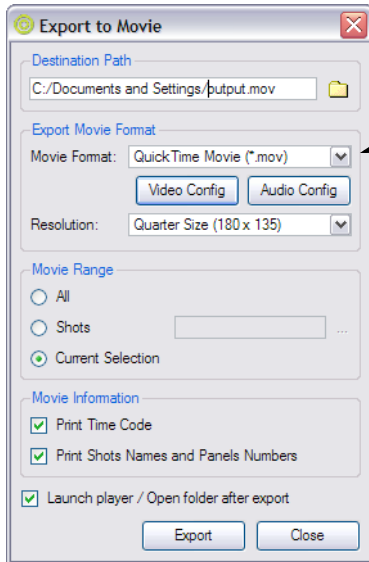 Export to Movie
Destination Path
C:/Documents and Settings/output.mov
Export Movie Format
Movie Format: QuickTime Movie (*.mov)
Video Config Audio Config
Resolution: Quarter Size (180 x 135)
Movie Range
All
Shots ...
Current Selection
Movie Information
Print Time Code
Print Shots Names and Panels Numbers
Launch player / Open folder after export
Export Close